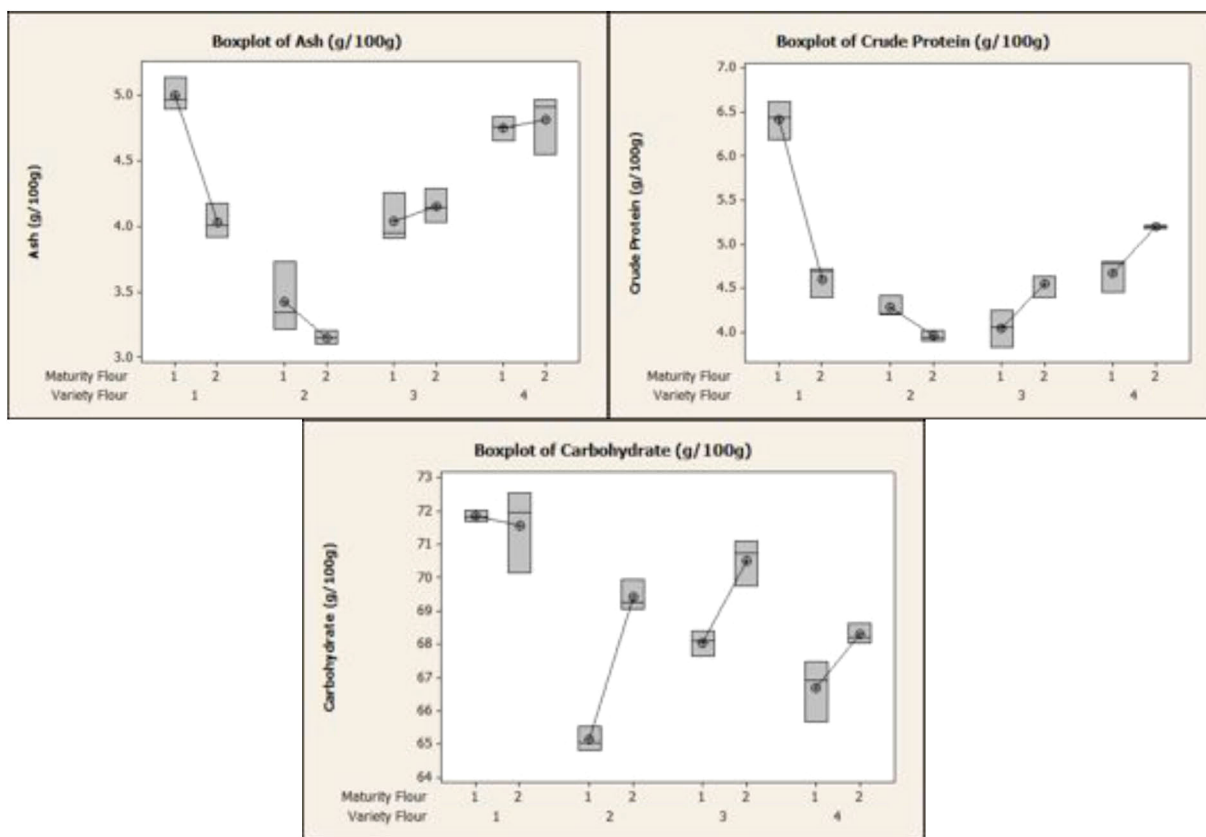 Boxplot of Ash (g/100g)
Ash (g/100g)
5.0
4.5
4.0
3.5
3.0
Maturity Flour 1 2 1 2 1 2 1 2
Variety Flour 1 2 3 4
Boxplot of Crude Protein (g/100g)
Crude Protein (g/100g)
7.0
6.5
6.0
5.5
5.0
4.5
4.0
Maturity Flour 1 2 1 2 1 2 1 2
Variety Flour 1 2 3 4
Boxplot of Carbohydrate (g/100g)
Carbohydrate (g/100g)
73
72
71
70
69
68
67
66
65
64
Maturity Flour 1 2 1 2 1 2 1 2
Variety Flour 1 2 3 4